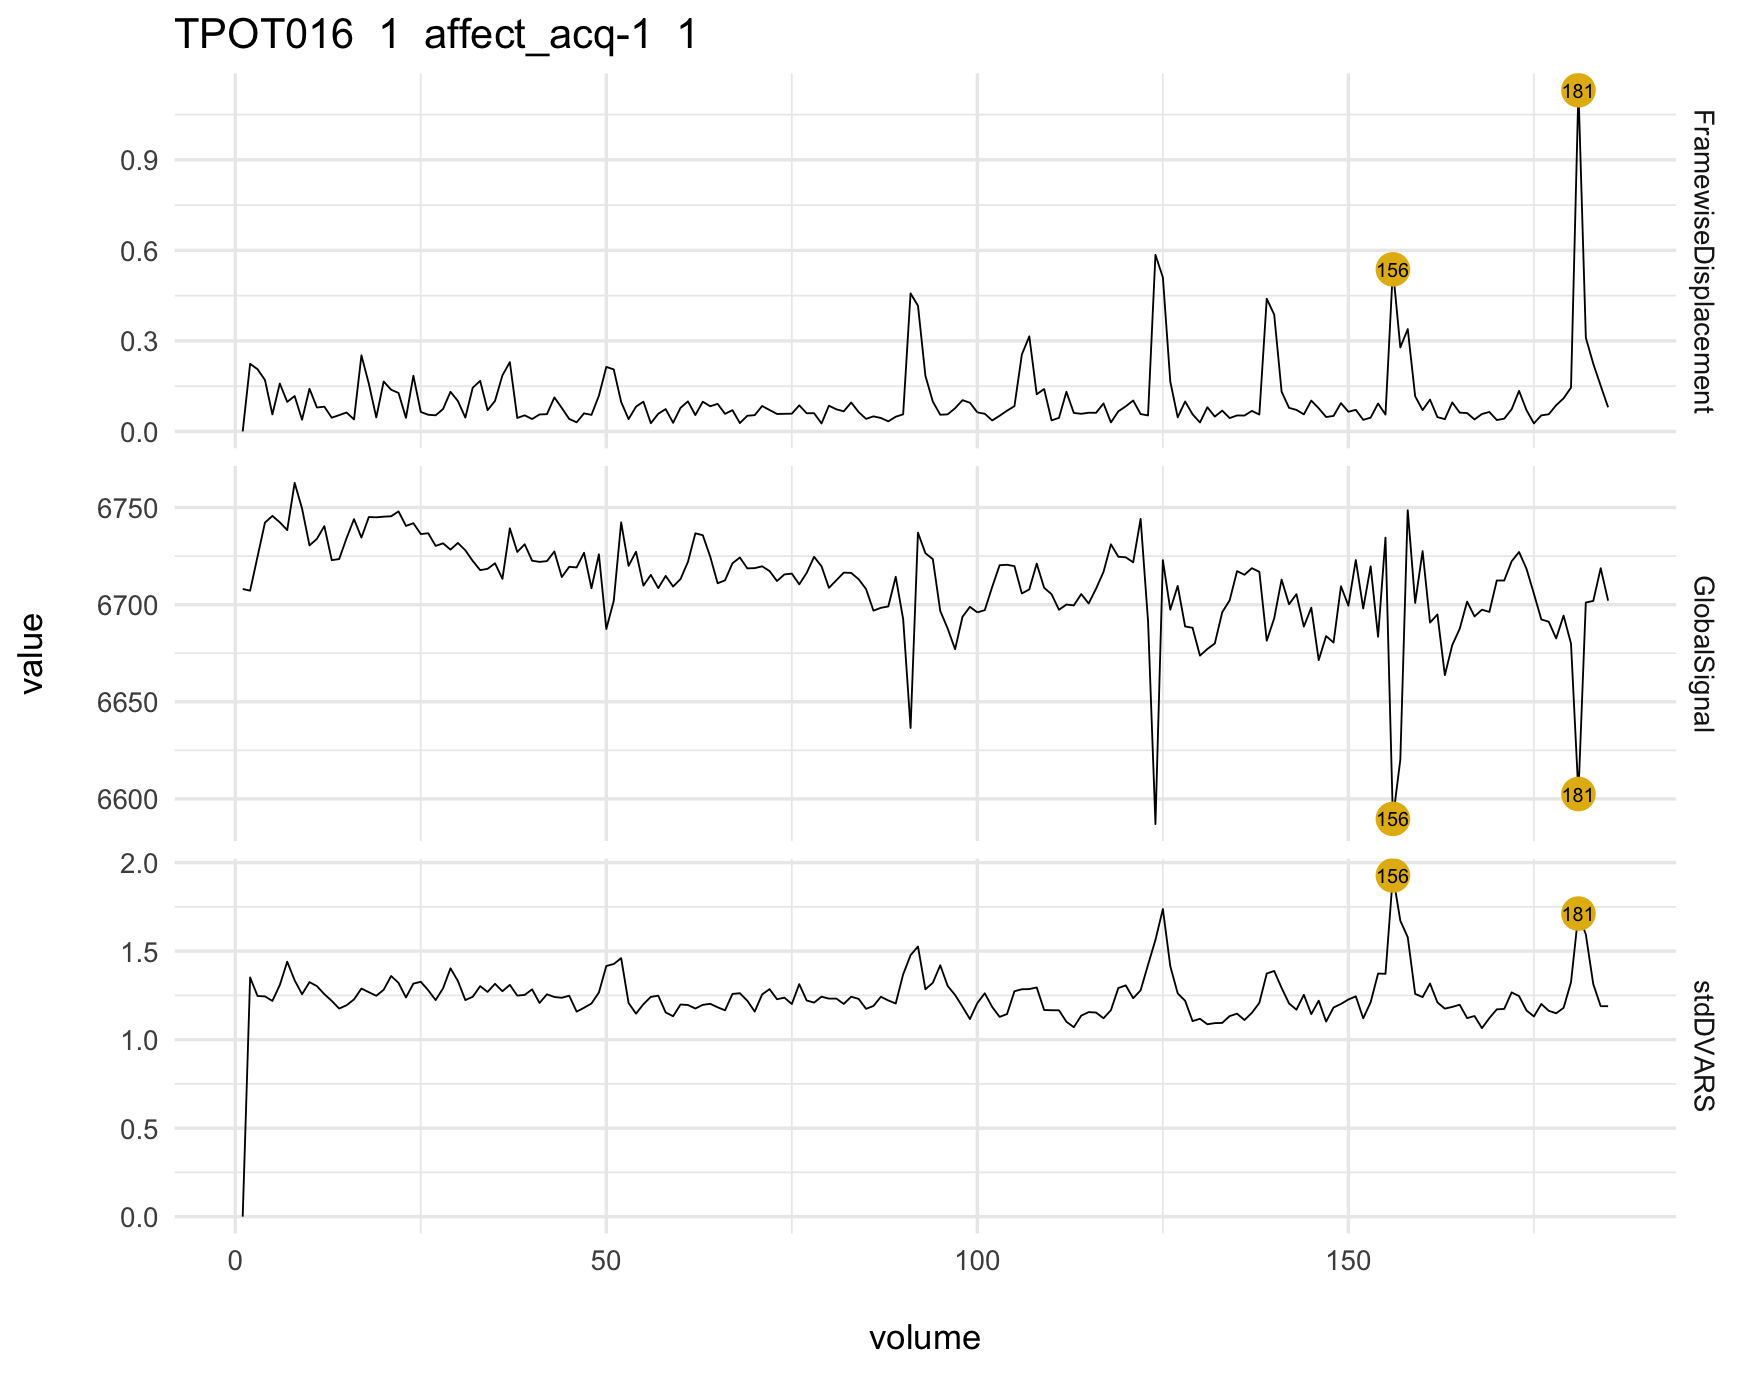 TPOT016 1 affect_acq-1 1
181
0.9
0.6
156
0.3
0.0
FramewiseDisplacement
6750
6700
6650
6600
181
156
GlobalSignal
value
2.0
156
181
1.5
1.0
0.5
0.0
stdDVARS
0 50 100 150
volume